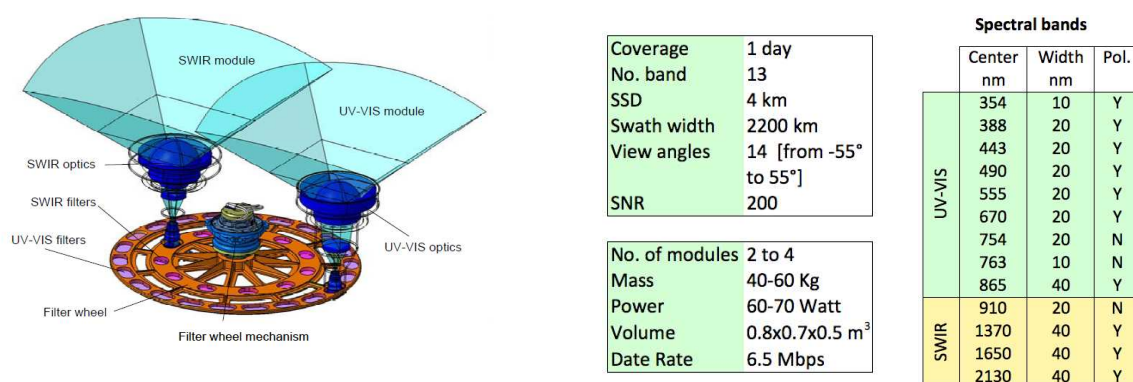 SWIR module
UV-VIS module
SWIR optics
SWIR filters
UV-VIS filters
UV-VIS optics
Filter wheel
Filter wheel mechanism
Coverage 1 day
No. band 13
SSD 4 km
Swath width 2200 km
View angles 14 [from -55°
to 55°]
SNR 200
No. of modules 2 to 4
Mass 40-60 Kg
Power 60-70 Watt
Volume 0.8x0.7x0.5 m³
Date Rate 6.5 Mbps
Spectral bands
Center Width Pol.
nm nm
UV-VIS
354 10 Y
388 20 Y
443 20 Y
490 20 Y
555 20 Y
670 20 Y
754 20 N
763 10 N
865 40 Y
SWIR
910 20 N
1370 40 Y
1650 40 Y
2130 40 Y